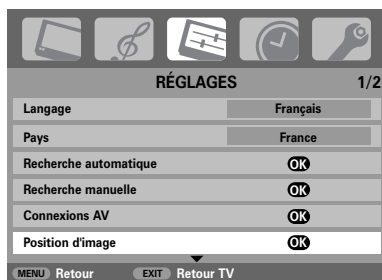 RÉGLAGES 1/2
Langage Français
Pays France
Recherche automatique OK
Recherche manuelle OK
Connexions AV OK
Position d'image OK
MENU Retour EXIT Retour TV